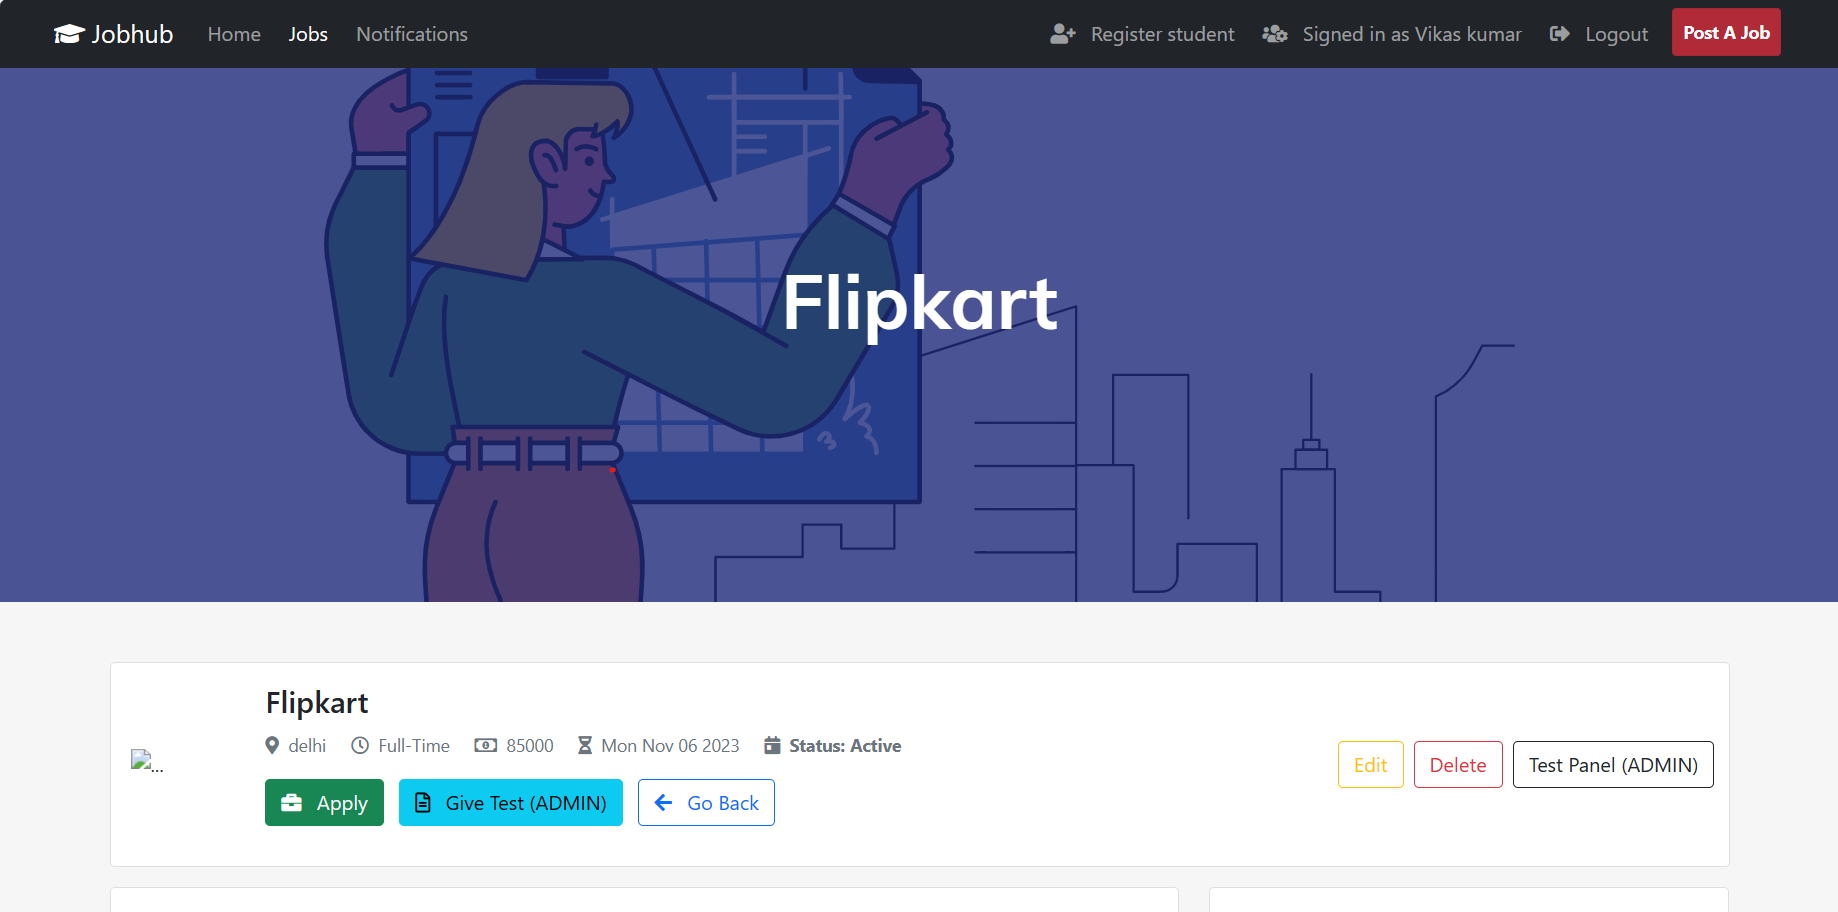 Jobhub Home Jobs Notifications Register student Signed in as Vikas kumar Logout Post A Job
Flipkart
Flipkart
delhi Full-Time 85000 Mon Nov 06 2023 Status: Active
...
Edit Delete Test Panel (ADMIN)
Apply Give Test (ADMIN) Go Back